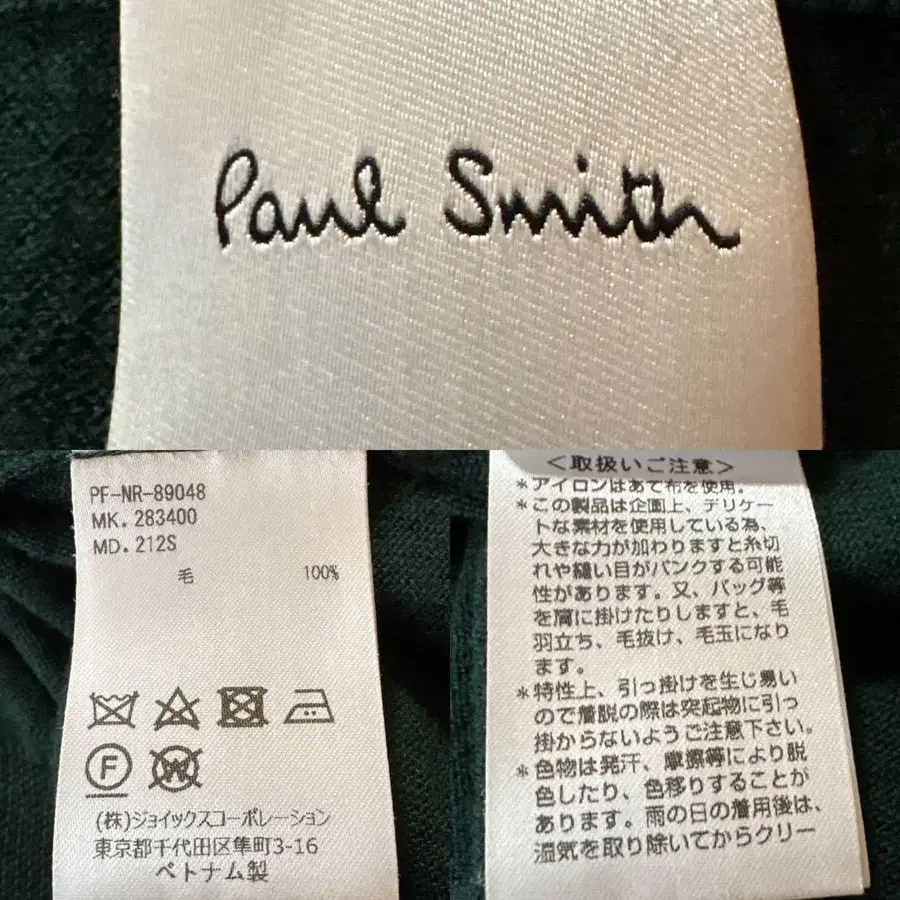 Paul Smith
PF-NR-89048
MK. 283400
MD. 212S
毛 100%
F
W
(株)ジョイックスコーポレーション
東京都千代田区隼町3-16
ベトナム製
<取扱いご注意>
*アイロンはあて布を使用。
*この製品は企画上、デリケー
トな素材を使用している為、
大きな力が加わりますと糸切
れや縫い目がパンクする可能
性があります。又、バッグ等
を肩に掛けたりしますと、毛
羽立ち、毛抜け、毛玉になり
ます。
*特性上、引っ掛けを生じ易い
ので着脱の際は突起物に引っ
掛からないようご注意下さい。
*色物は発汗、摩擦等により脱
色したり、色移りすることが
あります。雨の日の着用後は、
湿気を取り除いてからクリー